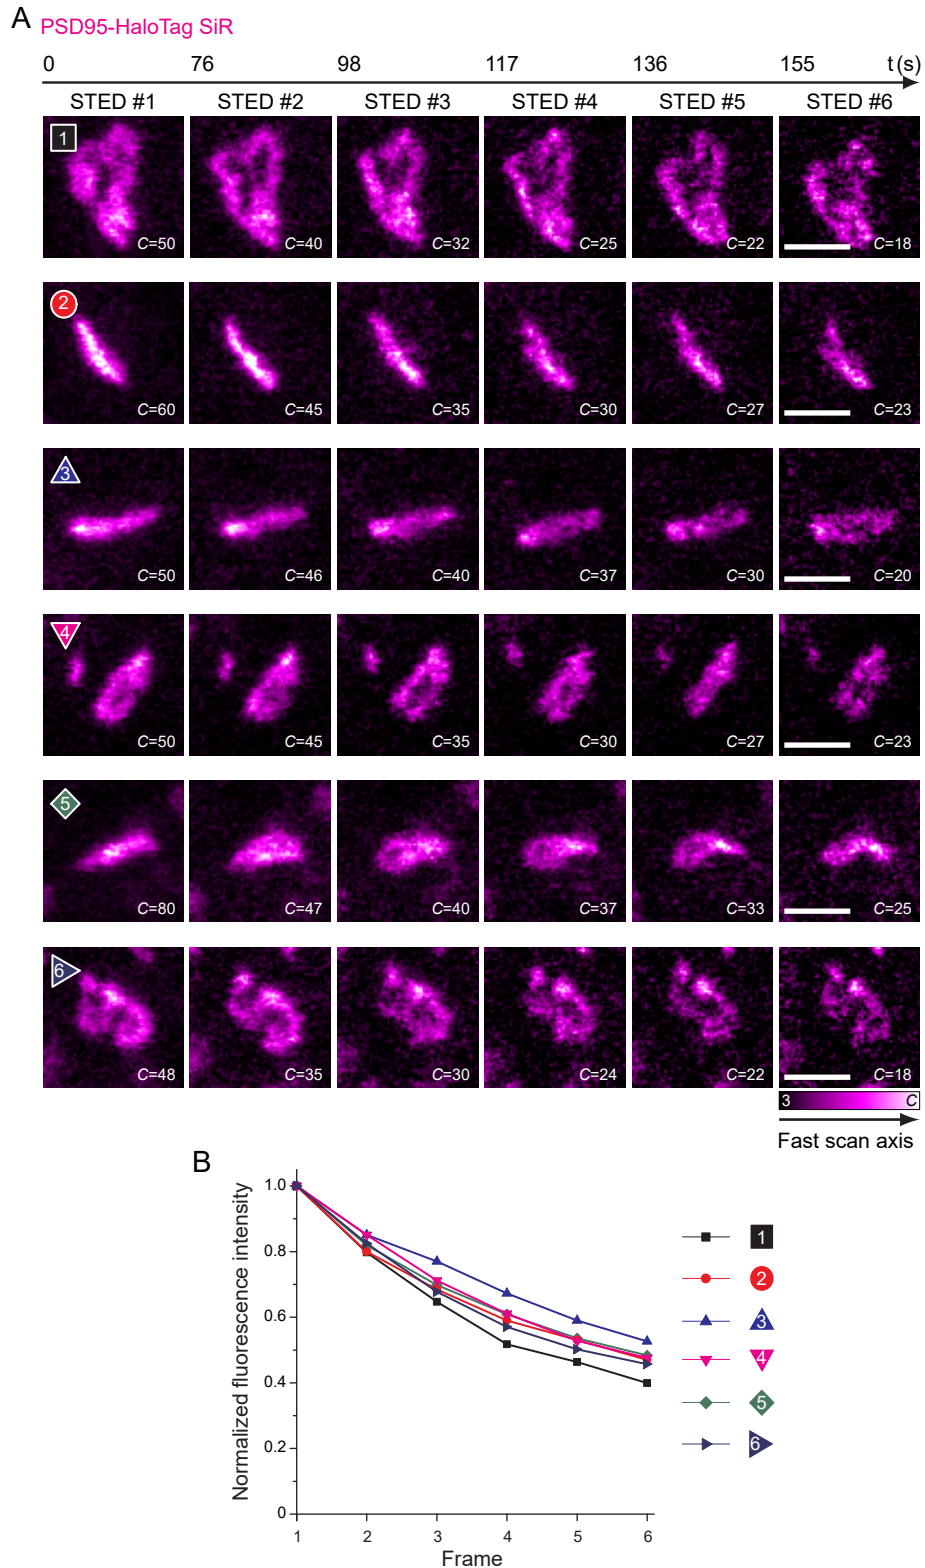 A PSD95-HaloTag SiR
0 76 98 117 136 155 t (s)
STED #1 STED #2 STED #3 STED #4 STED #5 STED #6
1
C=50 C=40 C=32 C=25 C=22 C=18
2
C=60 C=45 C=35 C=30 C=27 C=23
3
C=50 C=46 C=40 C=37 C=30 C=20
4
C=50 C=45 C=35 C=30 C=27 C=23
5
C=80 C=47 C=40 C=37 C=33 C=25
6
C=48 C=35 C=30 C=24 C=22 C=18
3 C
Fast scan axis
B
Normalized fluorescence intensity
1.0
0.8
0.6
0.4
0.2
0
1 2 3 4 5 6
Frame
1
2
3
4
5
6